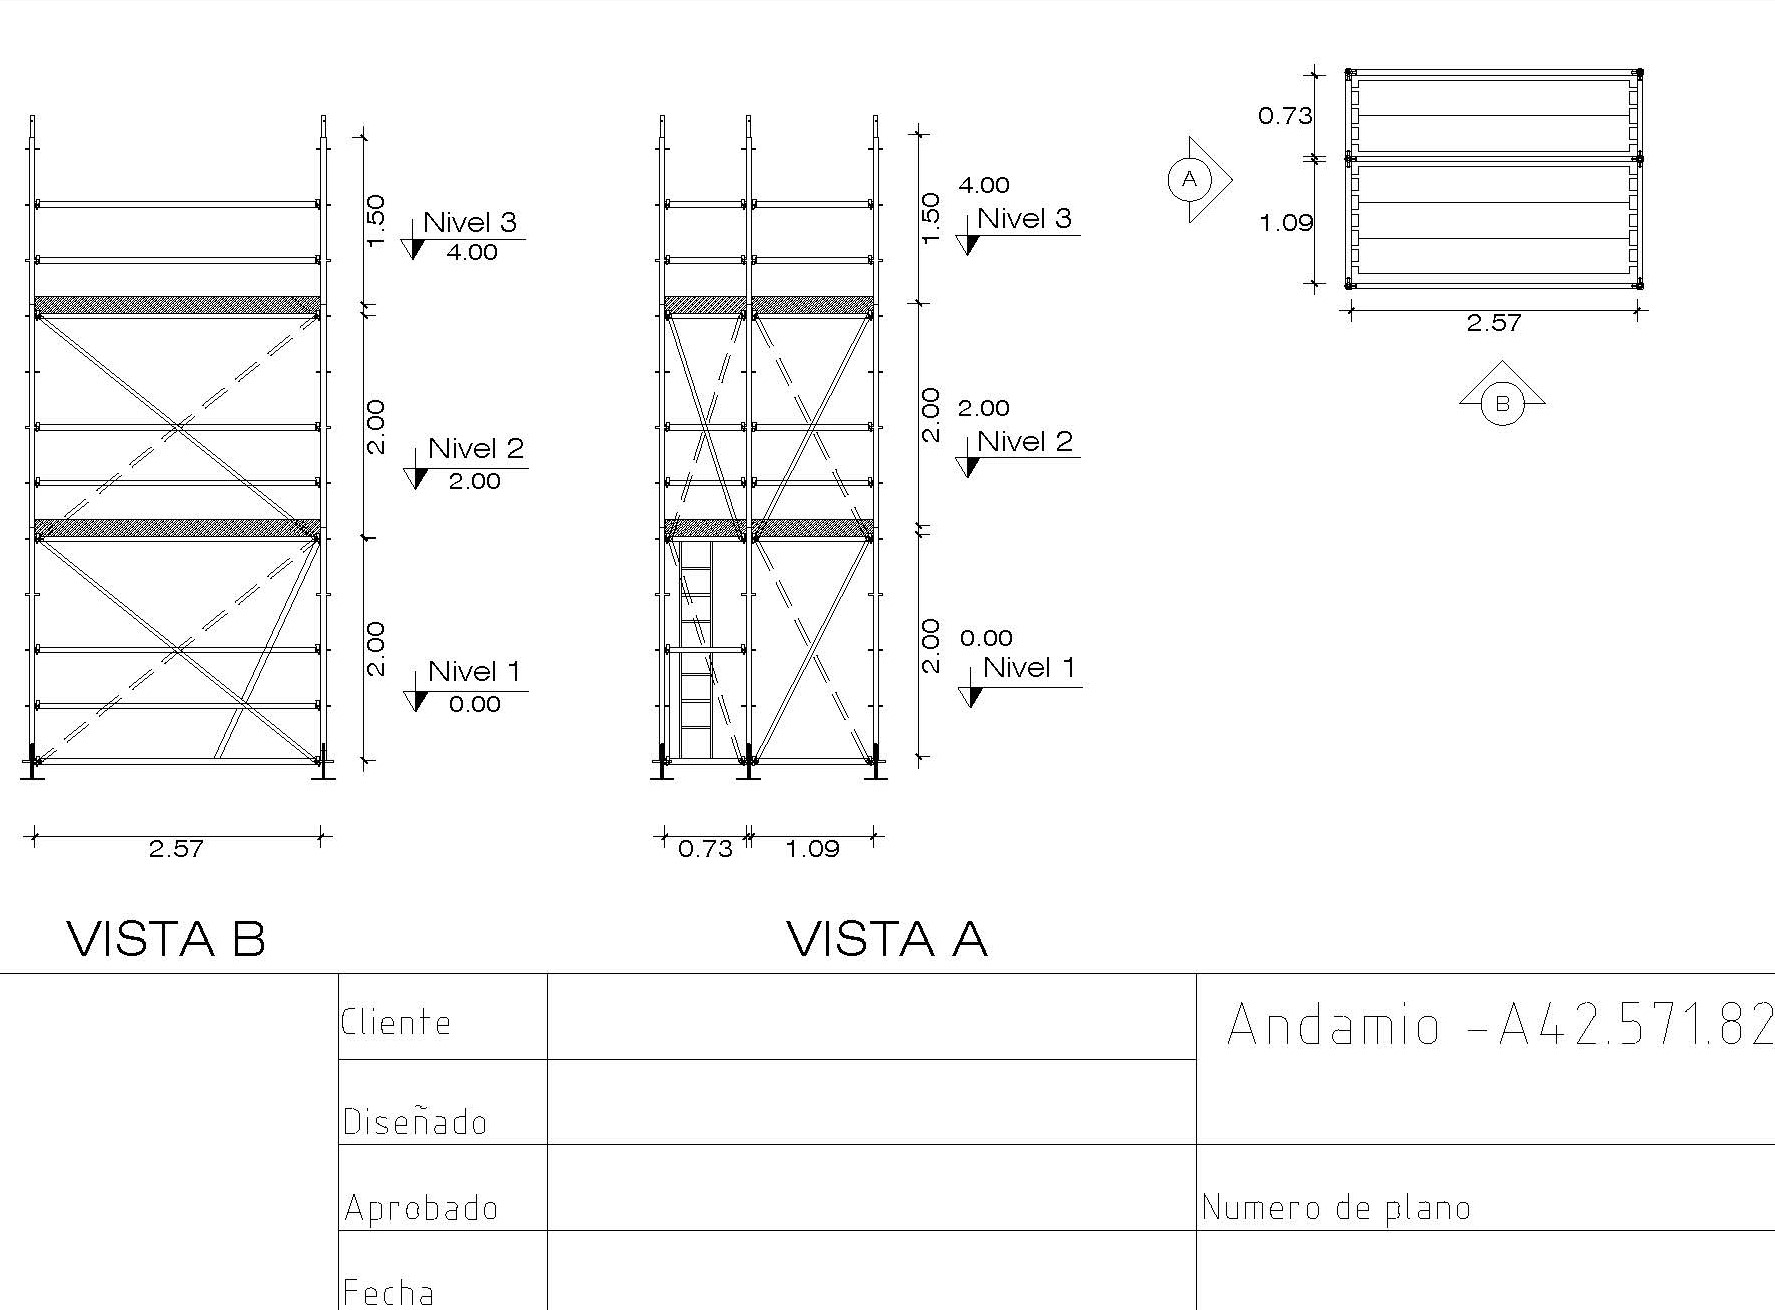 1.50
Nivel 3
4.00
2.00
Nivel 2
2.00
2.00
Nivel 1
0.00
2.57
VISTA B
1.50
4.00
Nivel 3
2.00
2.00
Nivel 2
2.00
0.00
Nivel 1
0.73
1.09
VISTA A
0.73
1.09
2.57
A
B
Cliente
Diseñado
Aprobado
Fecha
Andamio -A42.571.82
Numero de plano